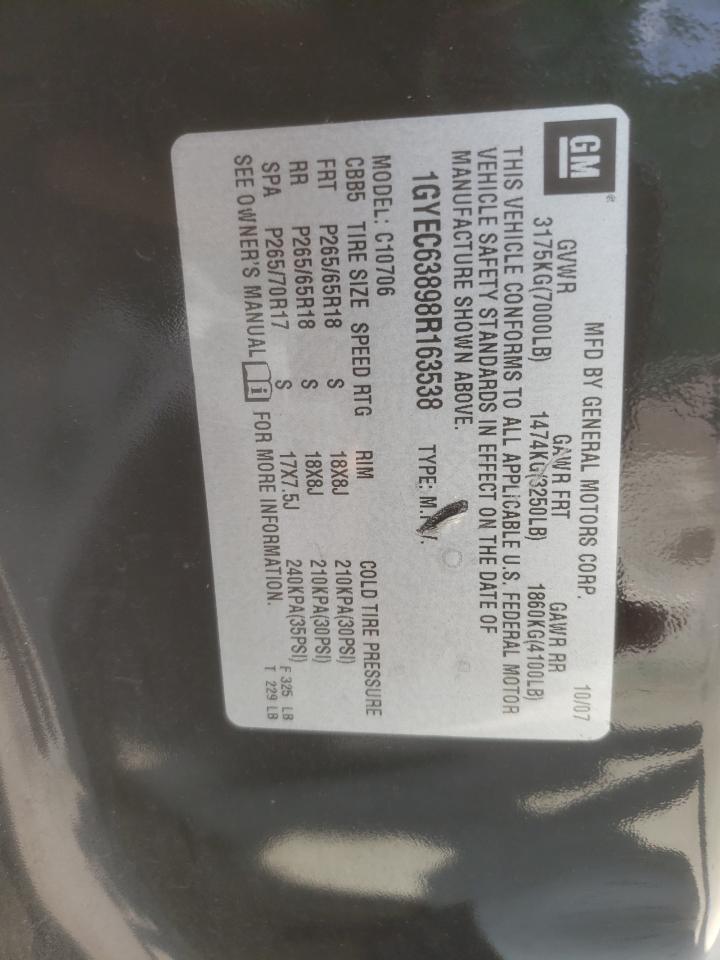 GM®
MFD BY GENERAL MOTORS CORP. 10/07
GVWR GAWR FRT GAWR RR
3175KG(7000LB) 1474KG(3250LB) 1860KG(4100LB)
THIS VEHICLE CONFORMS TO ALL APPLICABLE U.S. FEDERAL MOTOR
VEHICLE SAFETY STANDARDS IN EFFECT ON THE DATE OF
MANUFACTURE SHOWN ABOVE.
1GYEC63898R163538 TYPE:
MODEL: C10706
CBB5 TIRE SIZE SPEED RTG RIM COLD TIRE PRESSURE
FRT P265/65R18 S 18X8J 210KPA(30PSI)
RR P265/65R18 S 18X8J 210KPA(30PSI)
SPA P265/70R17 S 17X7.5J 240KPA(35PSI)
SEE OWNER'S MANUAL i FOR MORE INFORMATION.
F 325 LB
T 229 LB